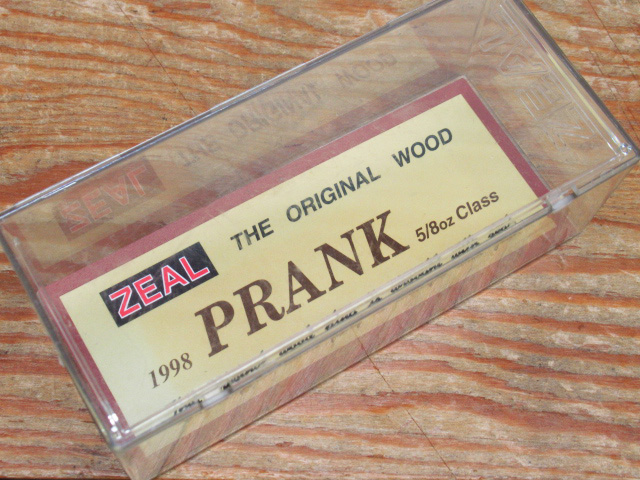 ZEAL THE ORIGINAL WOOD
1998 PRANK 5/8oz Class